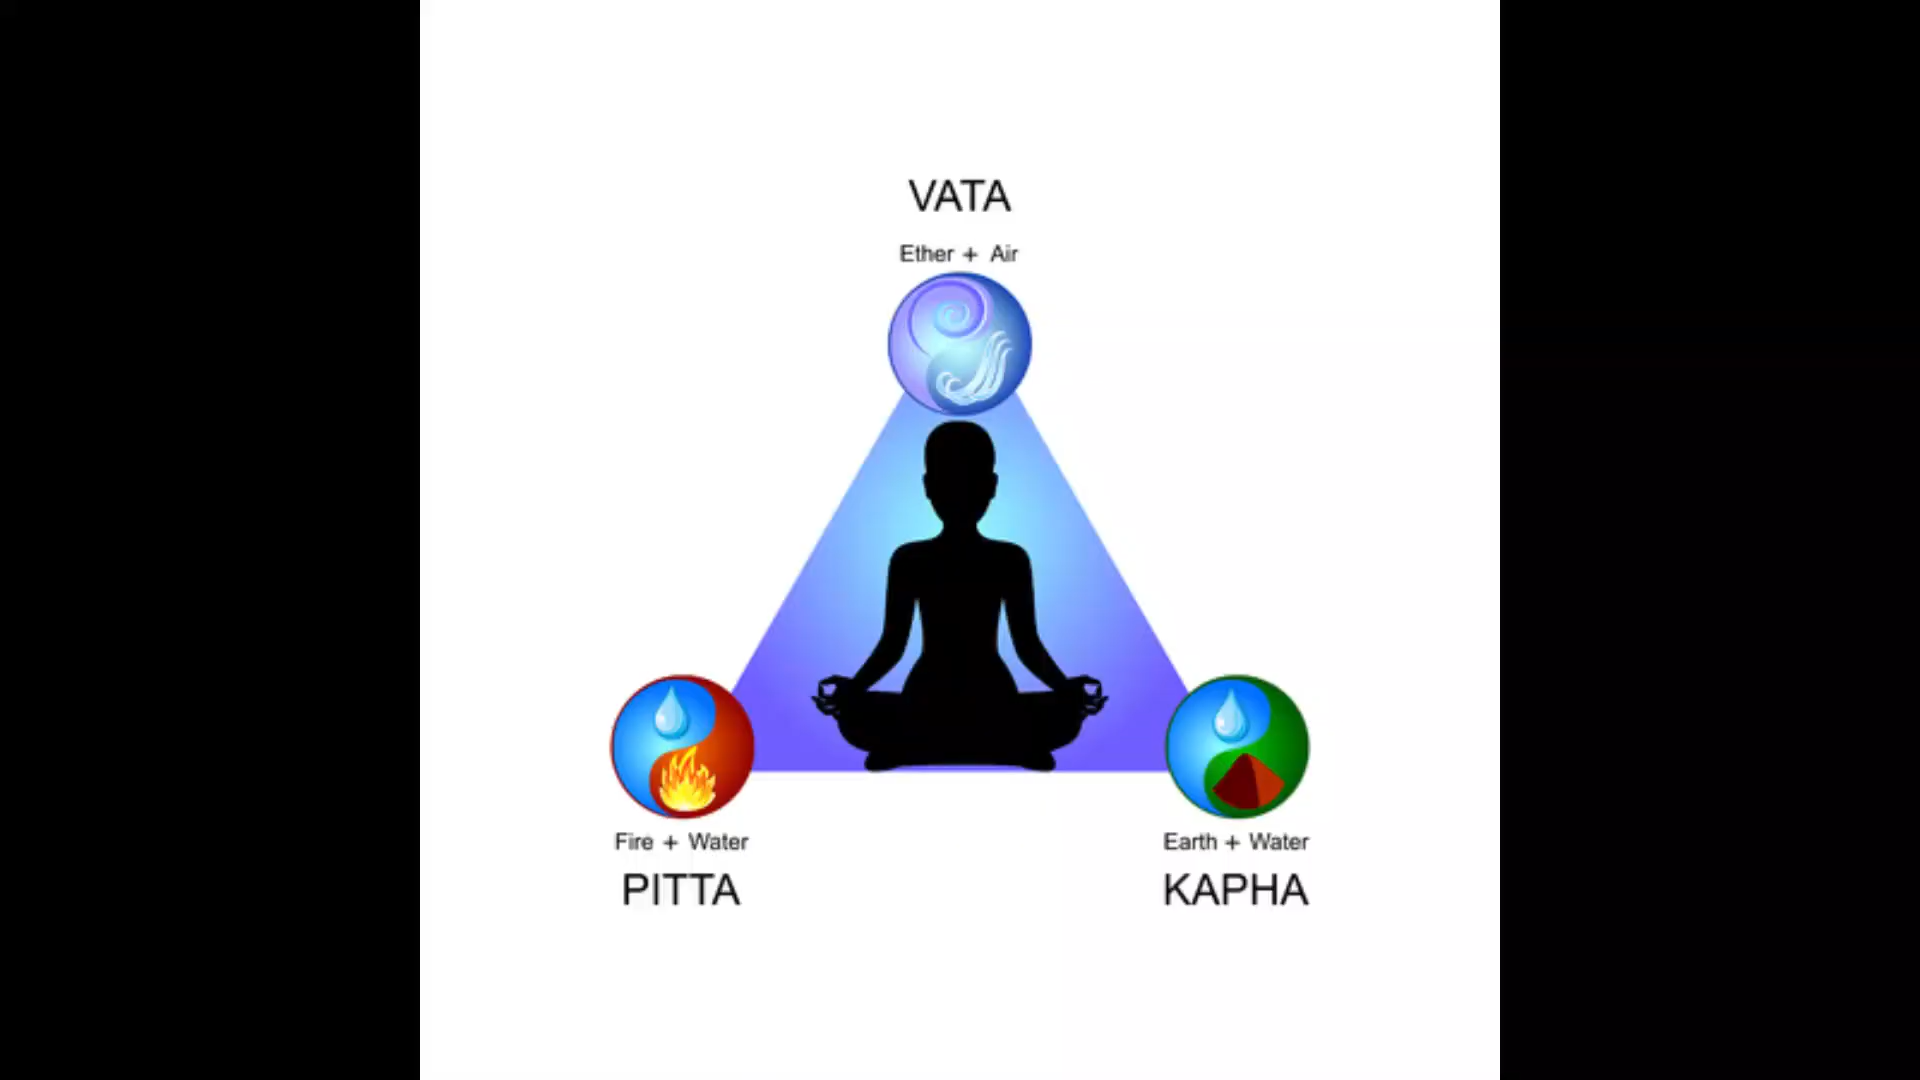 VATA
Ether + Air
Fire + Water
PITTA
Earth + Water
KAPHA